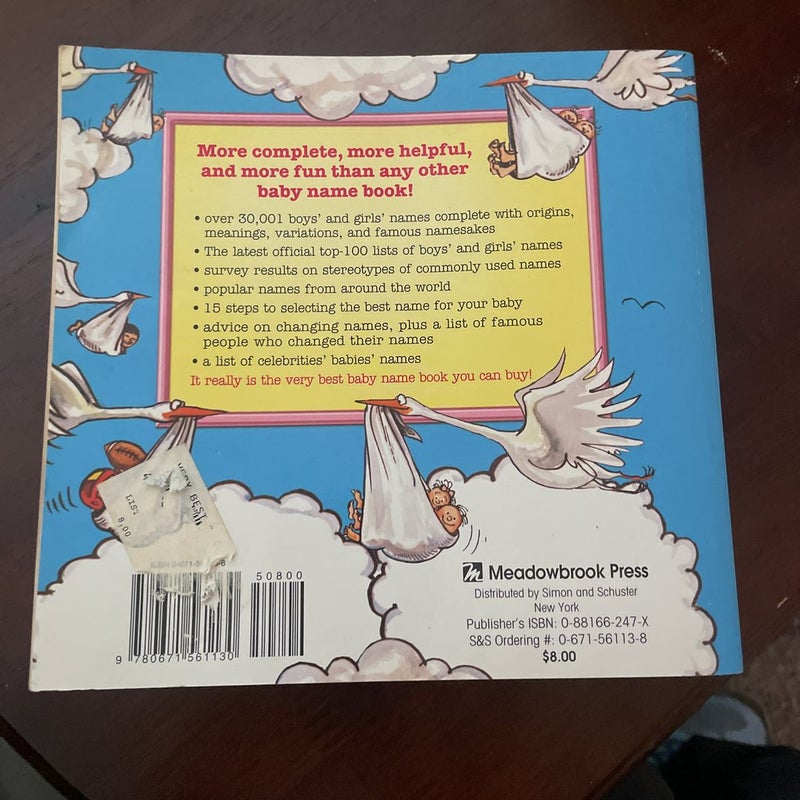 More complete, more helpful,
and more fun than any other
baby name book!
• over 30,001 boys' and girls' names complete with origins,
meanings, variations, and famous namesakes
• The latest official top-100 lists of boys' and girls' names
• survey results on stereotypes of commonly used names
• popular names from around the world
• 15 steps to selecting the best name for your baby
• advice on changing names, plus a list of famous
people who changed their names
• a list of celebrities' babies' names
It really is the very best baby name book you can buy!
VERY BEST
LIST
8.00
50800
9 780671 561130
Meadowbrook Press
Distributed by Simon and Schuster
New York
Publisher's ISBN: 0-88166-247-X
S&S Ordering #: 0-671-56113-8
$8.00